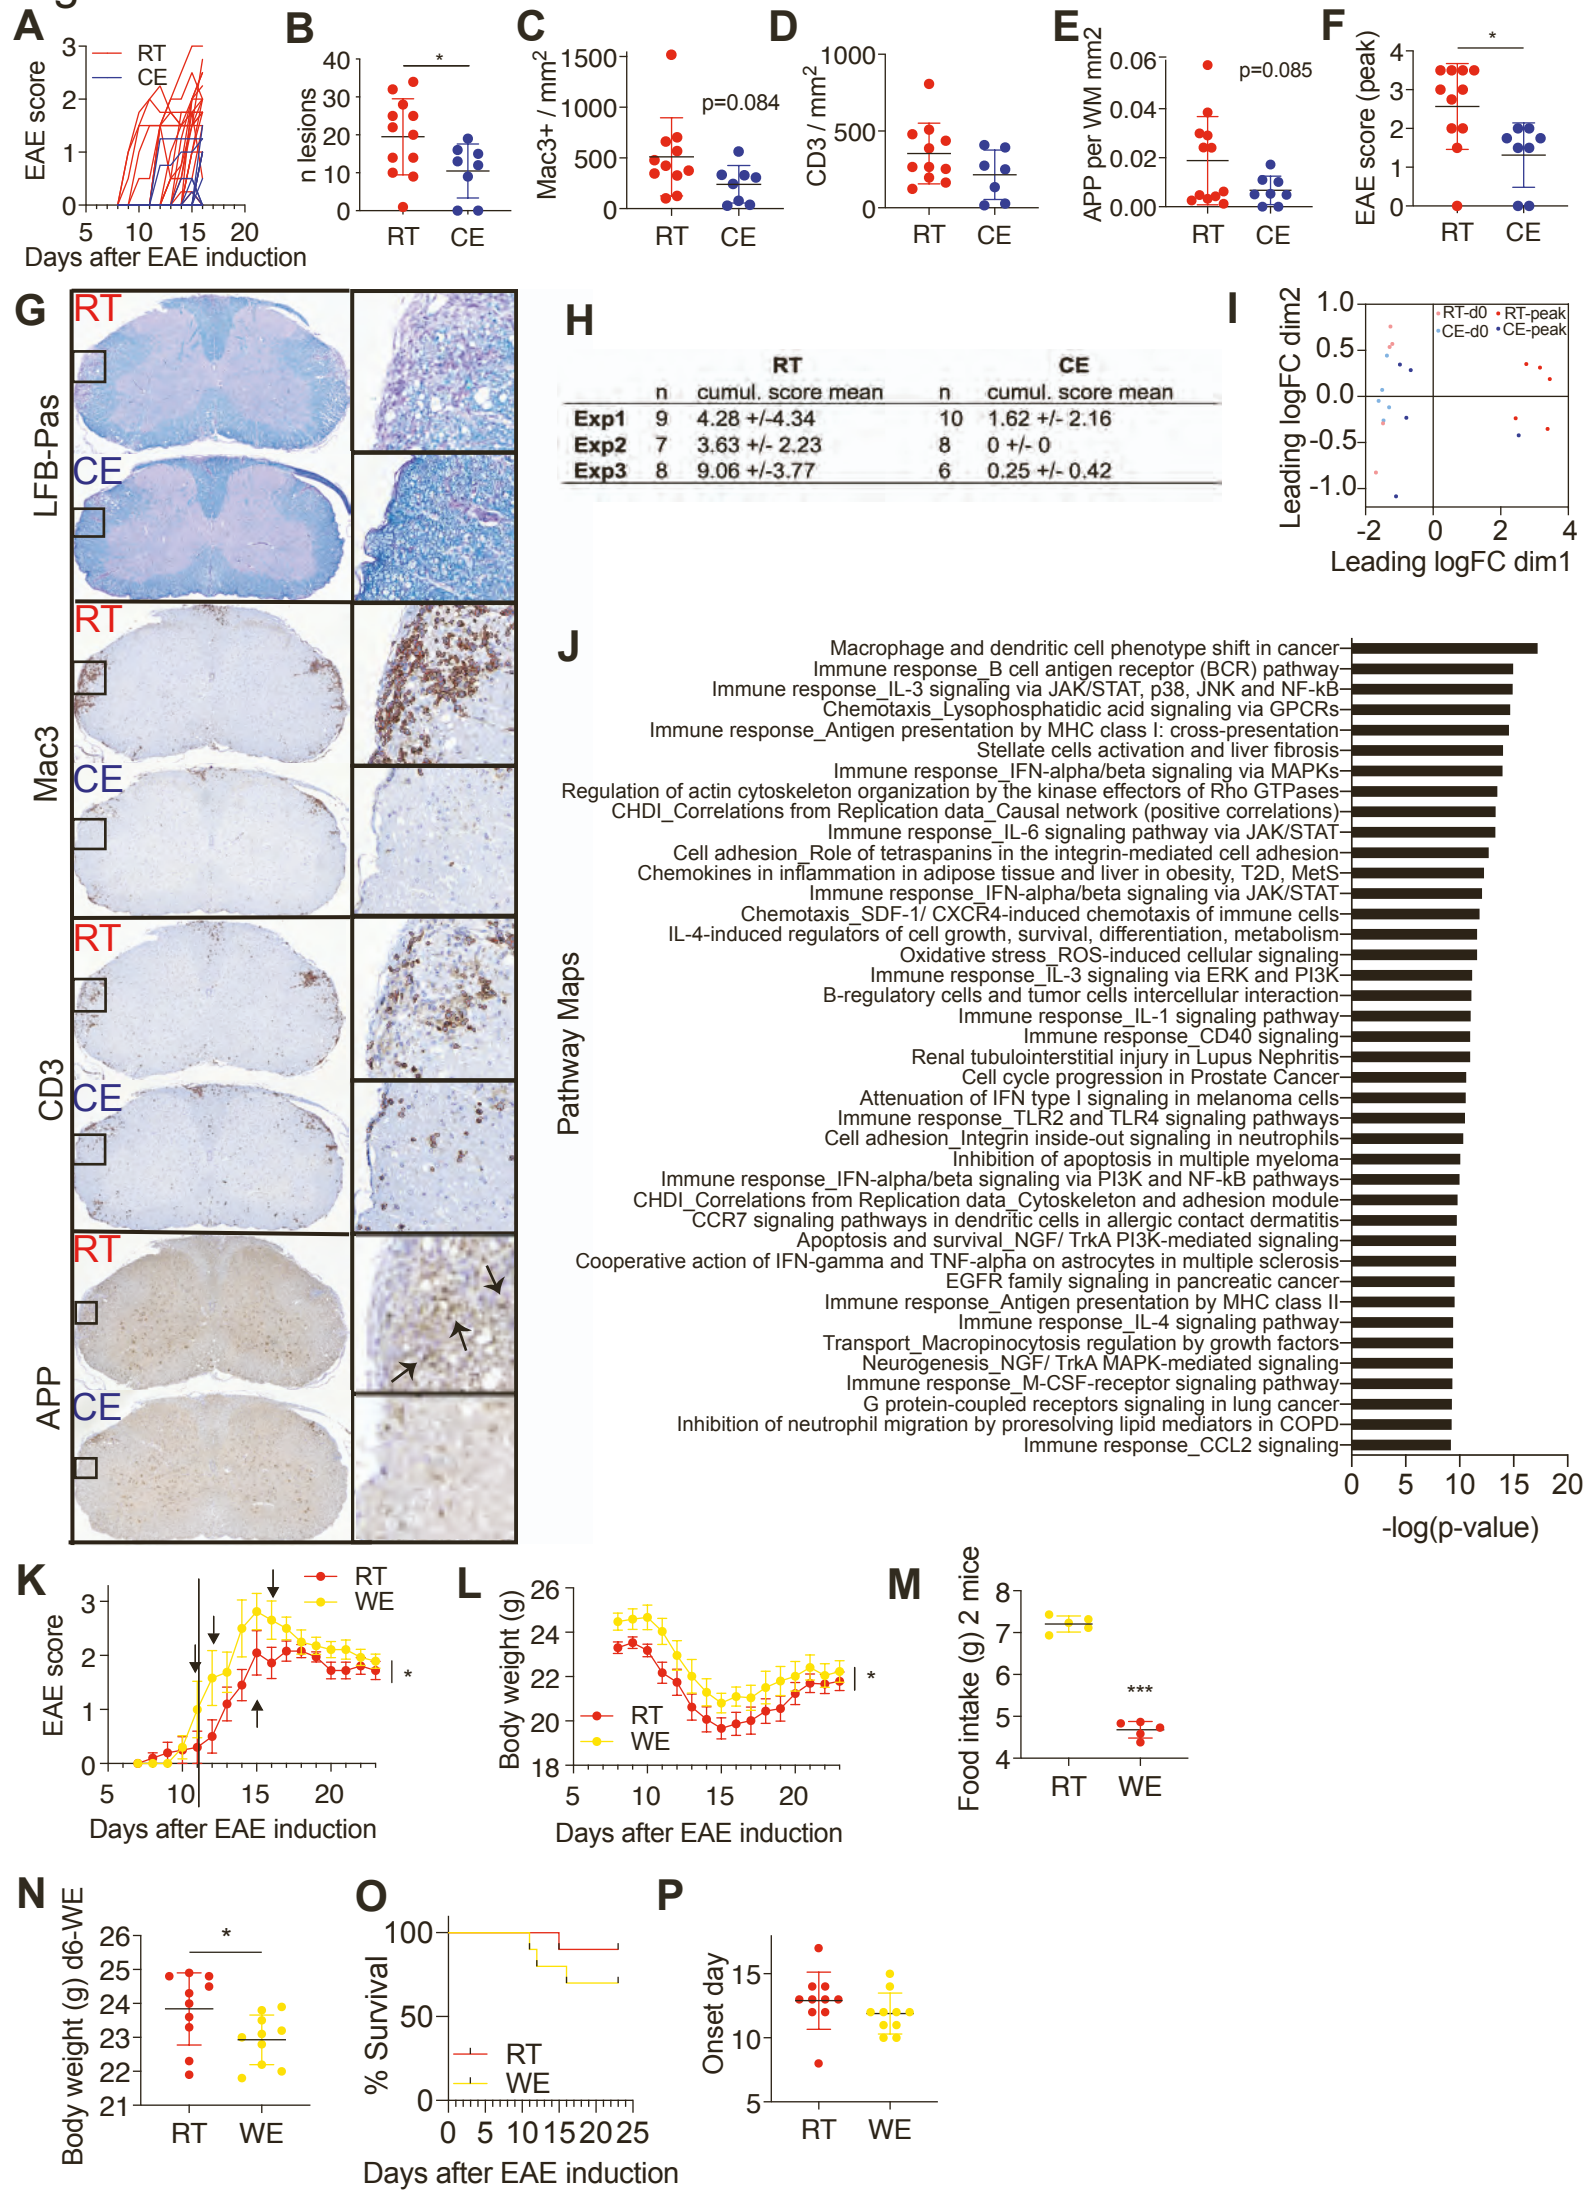 A
EAE score
3
2
1
0
RT
CE
5 10 15 20
Days after EAE induction
B
n lesions
40
30
20
10
0
*
RT CE
C
Mac3+ / mm2
1500
1000
500
0
p=0.084
RT CE
D
CD3 / mm2
1000
500
0
RT CE
E
APP per WM mm2
0.06
0.04
0.02
0.00
p=0.085
RT CE
F
EAE score (peak)
4
3
2
1
0
*
RT CE
G
LFB-Pas
RT
CE
Mac3
RT
CE
CD3
RT
CE
APP
RT
CE
H
RT CE
n cumul. score mean n cumul. score mean
Exp1 9 4.28 +/-4.34 10 1.62 +/- 2.16
Exp2 7 3.63 +/- 2.23 8 0 +/- 0
Exp3 8 9.06 +/-3.77 6 0.25 +/- 0.42
I
Leading logFC dim2
1.0
0.5
0.0
-0.5
-1.0
RT-d0 RT-peak
CE-d0 CE-peak
-2 0 2 4
Leading logFC dim1
J
Pathway Maps
Macrophage and dendritic cell phenotype shift in cancer
Immune response_B cell antigen receptor (BCR) pathway
Immune response_IL-3 signaling via JAK/STAT, p38, JNK and NF-kB
Chemotaxis_Lysophosphatidic acid signaling via GPCRs
Immune response_Antigen presentation by MHC class I: cross-presentation
Stellate cells activation and liver fibrosis
Immune response_IFN-alpha/beta signaling via MAPKs
Regulation of actin cytoskeleton organization by the kinase effectors of Rho GTPases
CHDI_Correlations from Replication data_Causal network (positive correlations)
Immune response_IL-6 signaling pathway via JAK/STAT
Cell adhesion_Role of tetraspanins in the integrin-mediated cell adhesion
Chemokines in inflammation in adipose tissue and liver in obesity, T2D, MetS
Immune response_IFN-alpha/beta signaling via JAK/STAT
Chemotaxis_SDF-1/ CXCR4-induced chemotaxis of immune cells
IL-4-induced regulators of cell growth, survival, differentiation, metabolism
Oxidative stress_ROS-induced cellular signaling
Immune response_IL-3 signaling via ERK and PI3K
B-regulatory cells and tumor cells intercellular interaction
Immune response_IL-1 signaling pathway
Immune response_CD40 signaling
Renal tubulointerstitial injury in Lupus Nephritis
Cell cycle progression in Prostate Cancer
Attenuation of IFN type I signaling in melanoma cells
Immune response_TLR2 and TLR4 signaling pathways
Cell adhesion_Integrin inside-out signaling in neutrophils
Inhibition of apoptosis in multiple myeloma
Immune response_IFN-alpha/beta signaling via PI3K and NF-kB pathways
CHDI_Correlations from Replication data_Cytoskeleton and adhesion module
CCR7 signaling pathways in dendritic cells in allergic contact dermatitis
Apoptosis and survival_NGF/ TrkA PI3K-mediated signaling
Cooperative action of IFN-gamma and TNF-alpha on astrocytes in multiple sclerosis
EGFR family signaling in pancreatic cancer
Immune response_Antigen presentation by MHC class II
Immune response_IL-4 signaling pathway
Transport_Macropinocytosis regulation by growth factors
Neurogenesis_NGF/ TrkA MAPK-mediated signaling
Immune response_M-CSF-receptor signaling pathway
G protein-coupled receptors signaling in lung cancer
Inhibition of neutrophil migration by proresolving lipid mediators in COPD
Immune response_CCL2 signaling
0 5 10 15 20
-log(p-value)
K
EAE score
3
2
1
0
RT
WE
*
5 10 15 20
Days after EAE induction
L
Body weight (g)
26
24
22
20
18
RT
WE
*
5 10 15 20
Days after EAE induction
M
Food intake (g) 2 mice
8
7
6
5
4
***
RT WE
N
Body weight (g) d6-WE
26
25
24
23
22
21
*
RT WE
O
% Survival
100
50
0
RT
WE
0 5 10 15 20 25
Days after EAE induction
P
Onset day
15
10
5
RT WE